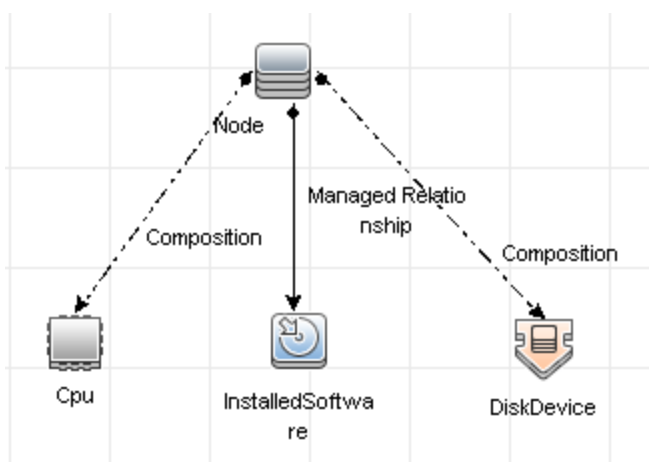 Node
Managed Relatio
nship
Composition
Composition
Cpu
InstalledSoftwa
re
DiskDevice